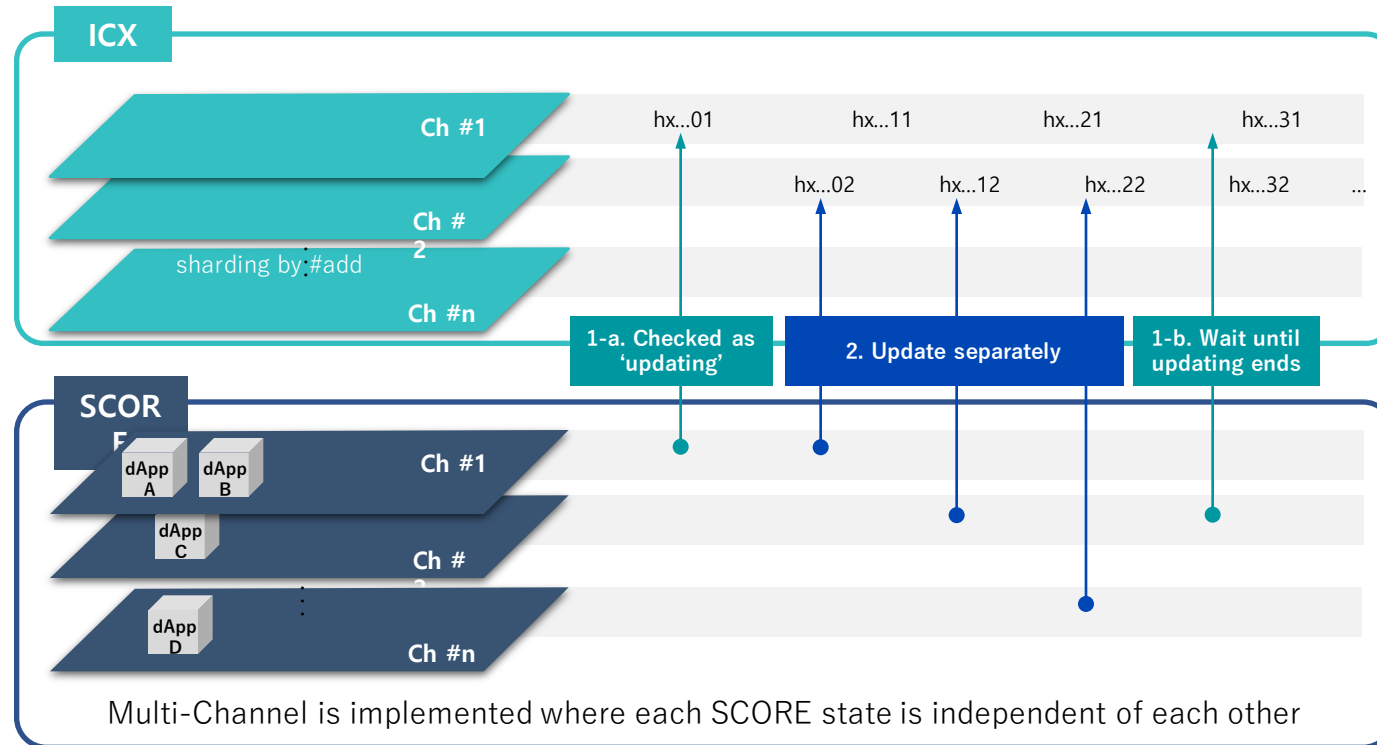 ICX
Ch #1
hx...01 hx...11 hx...21 hx...31
hx...02 hx...12 hx...22 hx...32 ...
Ch #
2
sharding by #add
Ch #n
1-a. Checked as
‘updating’
2. Update separately
1-b. Wait until
updating ends
SCOR
Ch #1
dApp
A
dApp
B
dApp
C
Ch #
dApp
D
Ch #n
Multi-Channel is implemented where each SCORE state is independent of each other